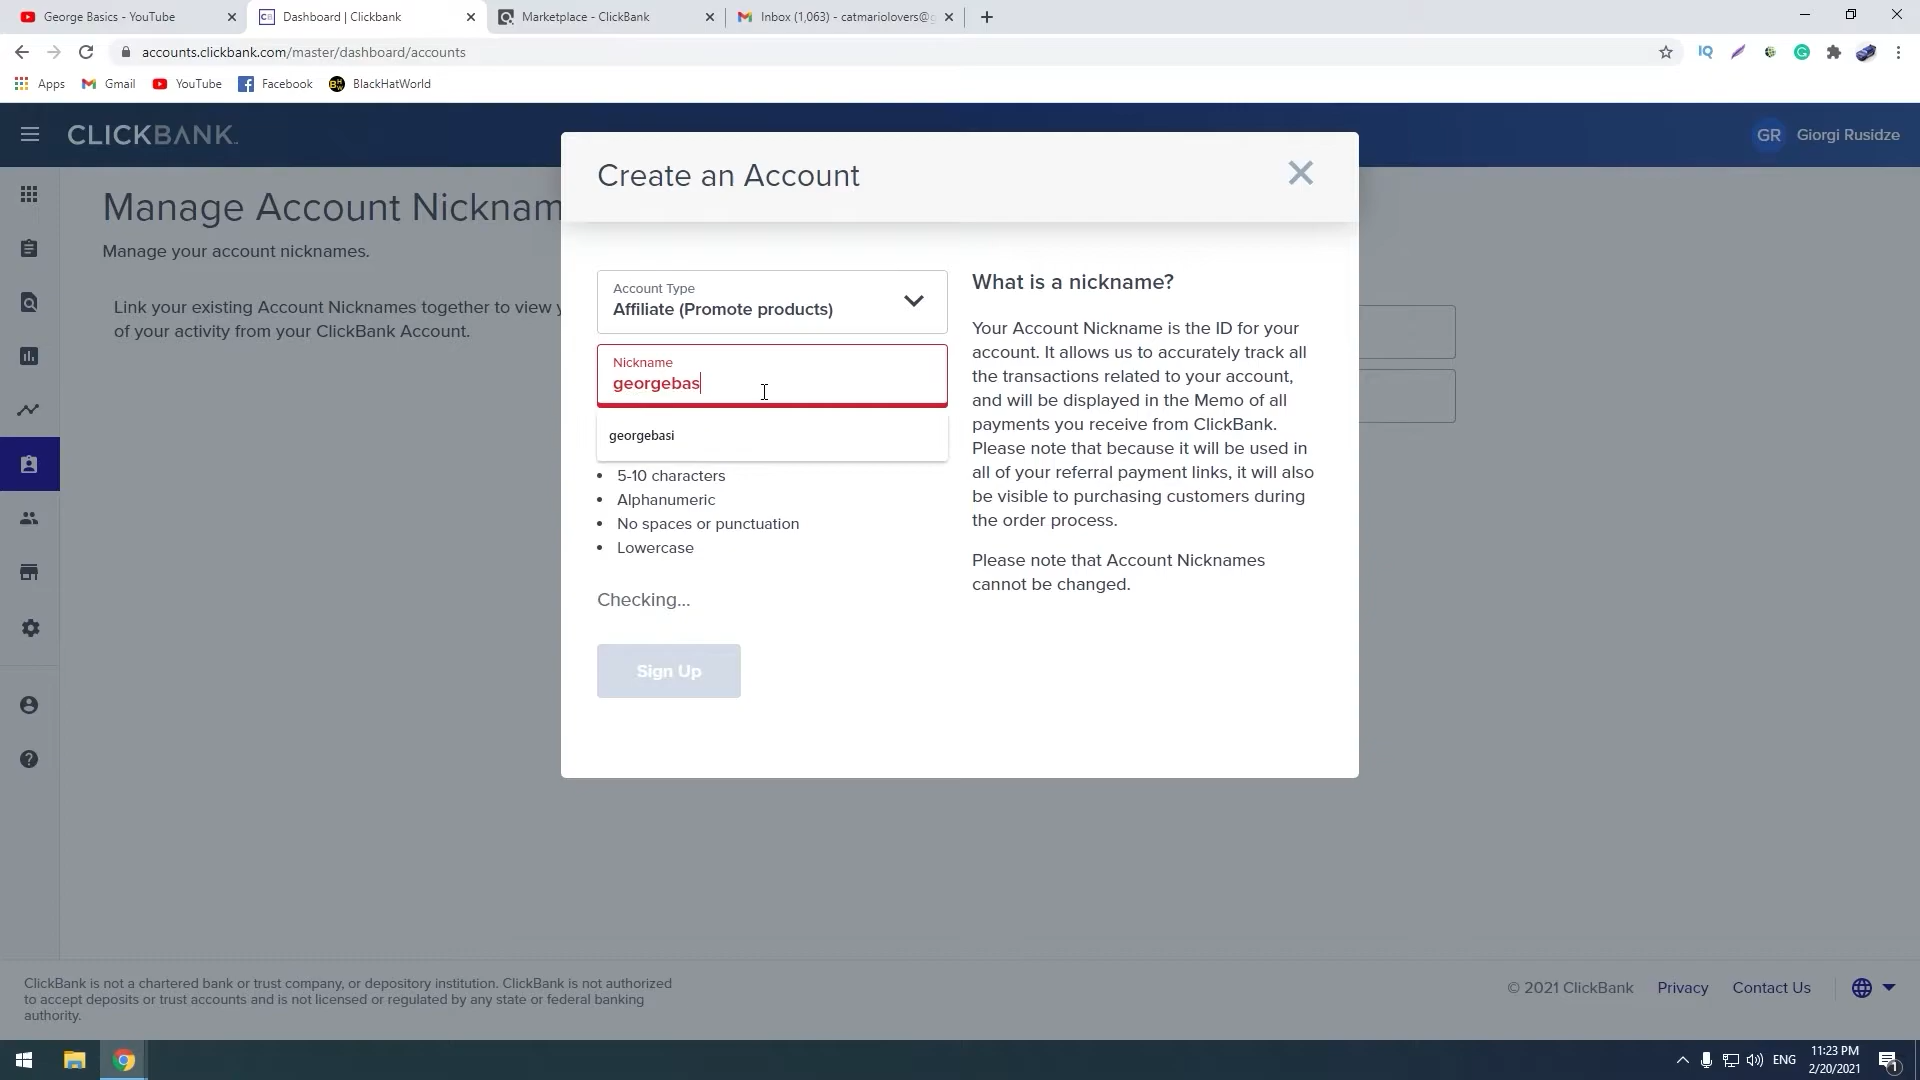 George Basics - YouTube
Dashboard | Clickbank
Marketplace - ClickBank
Inbox (1,063) - catmariolovers@g
accounts.clickbank.com/master/dashboard/accounts
Apps
Gmail
YouTube
Facebook
BlackHatWorld
CLICKBANK
GR
Giorgi Rusidze
Create an Account
Manage Account Nicknam
Manage your account nicknames.
Link your existing Account Nicknames together to view y
of your activity from your ClickBank Account.
Account Type
Affiliate (Promote products)
Nickname
georgebas
georgebasi
• 5-10 characters
• Alphanumeric
• No spaces or punctuation
• Lowercase
Checking...
Sign Up
What is a nickname?
Your Account Nickname is the ID for your
account. It allows us to accurately track all
the transactions related to your account,
and will be displayed in the Memo of all
payments you receive from ClickBank.
Please note that because it will be used in
all of your referral payment links, it will also
be visible to purchasing customers during
the order process.
Please note that Account Nicknames
cannot be changed.
ClickBank is not a chartered bank or trust company, or depository institution. ClickBank is not authorized
to accept deposits or trust accounts and is not licensed or regulated by any state or federal banking
authority.
© 2021 ClickBank
Privacy
Contact Us
ENG
11:23 PM
2/20/2021
1